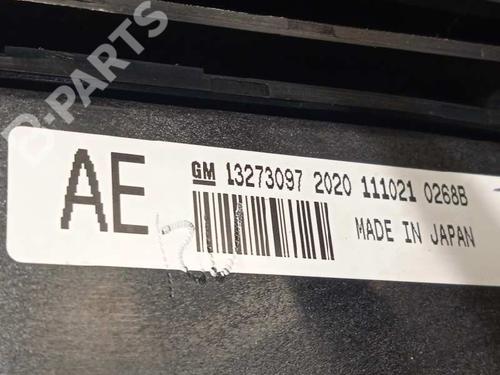 B-PARTS
AE
GM 13273097 2020 111021 0268B
MADE IN JAPAN